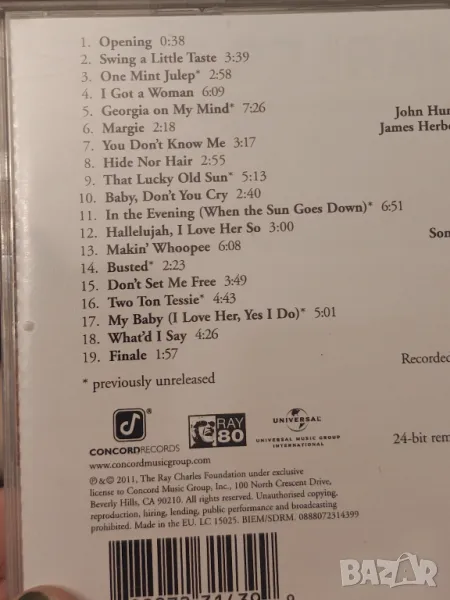 1. Opening 0:38
2. Swing a Little Taste 3:39
3. One Mint Julep* 2:58
4. I Got a Woman 6:09
5. Georgia on My Mind* 7:26
John Hur
6. Margie 2:18
James Herbe
7. You Don't Know Me 3:17
8. Hide Nor Hair 2:55
9. That Lucky Old Sun* 5:13
10. Baby, Don't You Cry 2:40
11. In the Evening (When the Sun Goes Down)* 6:51
12. Hallelujah, I Love Her So 3:00
Son
13. Makin' Whoopee 6:08
14. Busted* 2:23
15. Don't Set Me Free 3:49
16. Two Ton Tessie* 4:43
17. My Baby (I Love Her, Yes I Do)* 5:01
18. What'd I Say 4:26
19. Finale 1:57
Recorded
* previously unreleased
RAY
80
UNIVERSAL
CONCORDRECORDS
UNIVERSAL MUSIC GROUP
INTERNATIONAL
24-bit rem
www.concordmusicgroup.com
℗&© 2011, The Ray Charles Foundation under exclusive
license to Concord Music Group, Inc., 100 North Crescent Drive,
Beverly Hills, CA 90210. All rights reserved. Unauthorised copying,
reproduction, hiring, lending, public performance and broadcasting
prohibited. Made in the EU. LC 15025. BIEM/SDRM. 0888072314399
bazar